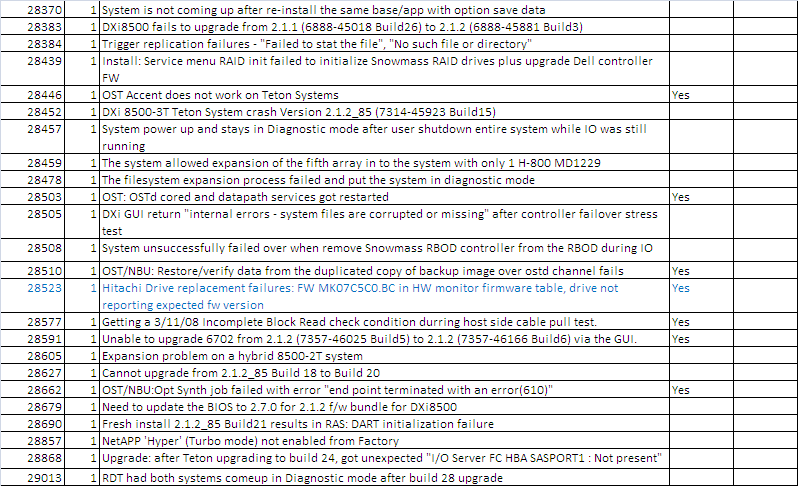 28370 1 System is not coming up after re-install the same base/app with option save data
28383 1 DXi8500 fails to upgrade from 2.1.1 (6888-45018 Build26) to 2.1.2 (6888-45881 Build3)
28384 1 Trigger replication failures - "Failed to stat the file", "No such file or directory"
28439 1 Install: Service menu RAID init failed to initialize Snowmass RAID drives plus upgrade Dell controller
FW
28446 1 OST Accent does not work on Teton Systems Yes
28452 1 DXi 8500-3T Teton System crash Version 2.1.2_85 (7314-45923 Build15)
28457 1 System power up and stays in Diagnostic mode after user shutdown entire system while IO was still
running
28459 1 The system allowed expansion of the fifth array in to the system with only 1 H-800 MD1229
28478 1 The filesystem expansion process failed and put the system in diagnostic mode
28503 1 OST: OSTd cored and datapath services got restarted Yes
28505 1 DXi GUI return "internal errors - system files are corrupted or missing" after controller failover stress
test
28508 1 System unsuccessfully failed over when remove Snowmass RBOD controller from the RBOD during IO
28510 1 OST/NBU: Restore/verify data from the duplicated copy of backup image over ostd channel fails Yes
28523 1 Hitachi Drive replacement failures: FW MK07C5C0.BC in HW monitor firmware table, drive not Yes
reporting expected fw version
28577 1 Getting a 3/11/08 Incomplete Block Read check condition durring host side cable pull test. Yes
28591 1 Unable to upgrade 6702 from 2.1.2 (7357-46025 Build5) to 2.1.2 (7357-46166 Build6) via the GUI. Yes
28605 1 Expansion problem on a hybrid 8500-2T system
28627 1 Cannot upgrade from 2.1.2_85 Build 18 to Build 20
28662 1 OST/NBU:Opt Synth job failed with error "end point terminated with an error(610)" Yes
28679 1 Need to update the BIOS to 2.7.0 for 2.1.2 f/w bundle for DXi8500
28690 1 Fresh install 2.1.2_85 Build21 results in RAS: DART initialization failure
28857 1 NetAPP 'Hyper' (Turbo mode) not enabled from Factory
28868 1 Upgrade: after Teton upgrading to build 24, got unexpected "I/O Server FC HBA SASPORT1 : Not present"
29013 1 RDT had both systems comeup in Diagnostic mode after build 28 upgrade